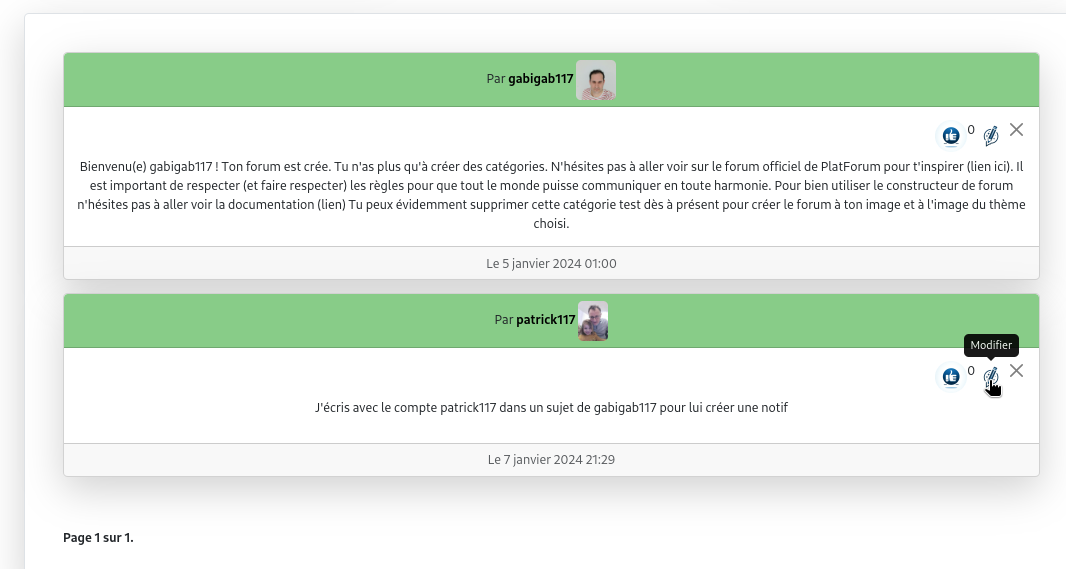 Par gabigab117
0
Bienvenu(e) gabigab117 ! Ton forum est crée. Tu n'as plus qu'à créer des catégories. N'hésites pas à aller voir sur le forum officiel de PlatForum pour t'inspirer (lien ici). Il
est important de respecter (et faire respecter) les règles pour que tout le monde puisse communiquer en toute harmonie. Pour bien utiliser le constructeur de forum
n'hésites pas à aller voir la documentation (lien) Tu peux évidemment supprimer cette catégorie test dès à présent pour créer le forum à ton image et à l'image du thème
choisi.
Le 5 janvier 2024 01:00
Par patrick117
Modifier
0
J'écris avec le compte patrick117 dans un sujet de gabigab117 pour lui créer une notif
Le 7 janvier 2024 21:29
Page 1 sur 1.